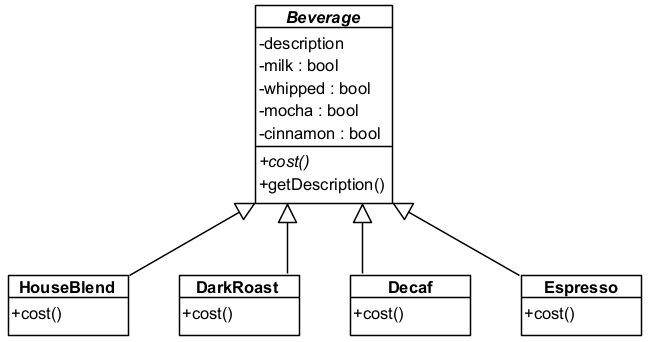 Beverage
-description
-milk : bool
-whipped : bool
-mocha : bool
-cinnamon : bool
+cost()
+getDescription()
HouseBlend
+cost()
DarkRoast
+cost()
Decaf
+cost()
Espresso
+cost()